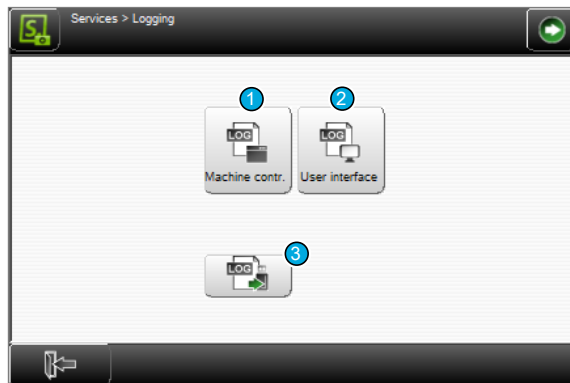 Services > Logging
1
2
LOG
LOG
Machine contr.
User interface
3
LOG